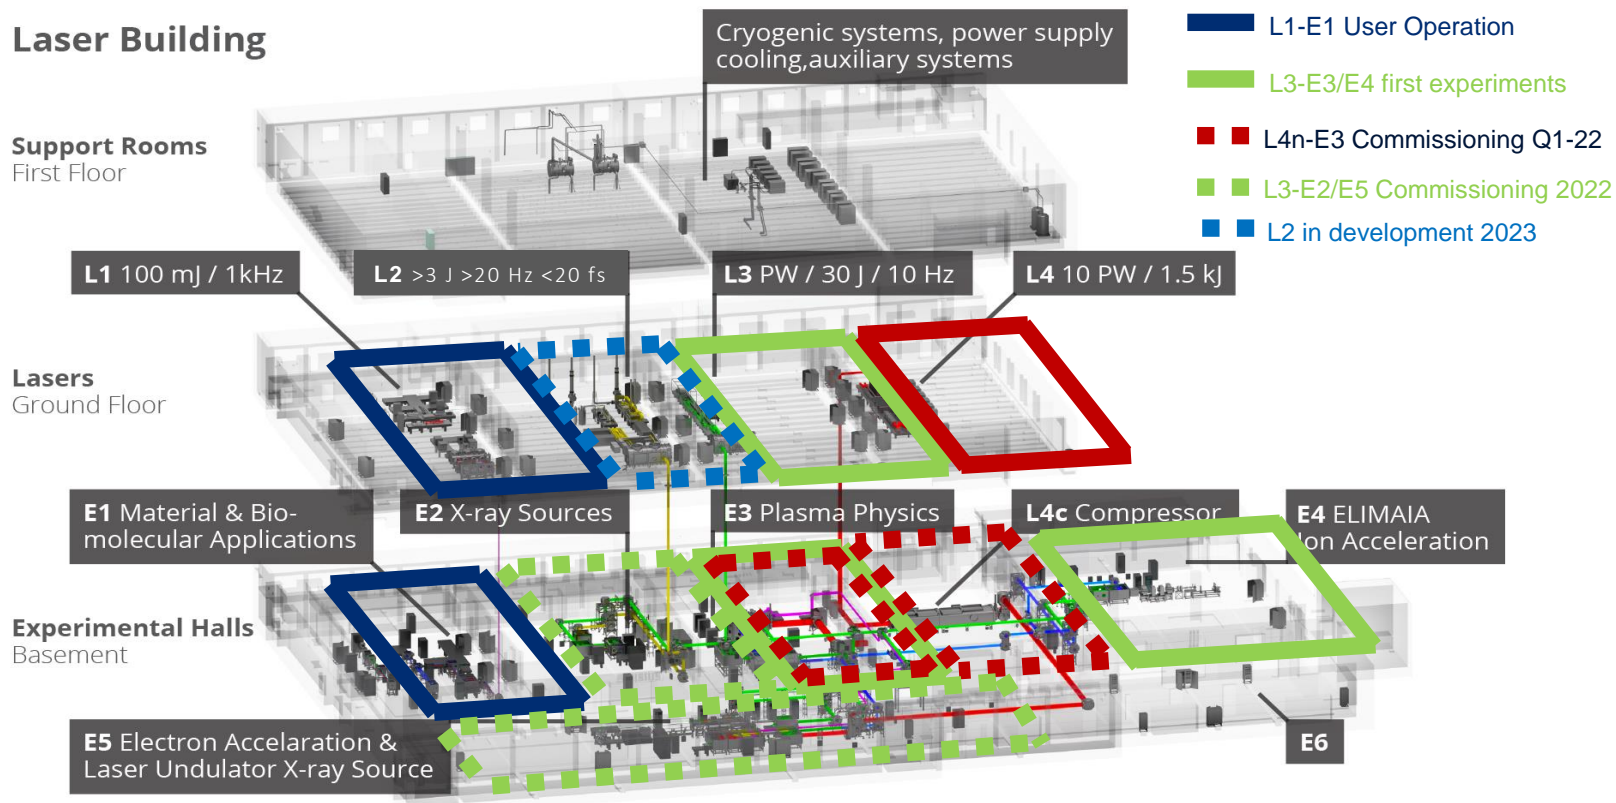 Laser Building
Cryogenic systems, power supply
cooling,auxiliary systems
L1-E1 User Operation
L3-E3/E4 first experiments
L4n-E3 Commissioning Q1-22
L3-E2/E5 Commissioning 2022
L2 in development 2023
Support Rooms
First Floor
L1 100 mJ / 1kHz
L2 >3 J >20 Hz <20 fs
L3 PW / 30 J / 10 Hz
L4 10 PW / 1.5 kJ
Lasers
Ground Floor
E1 Material & Bio-
molecular Applications
E2 X-ray Sources
E3 Plasma Physics
L4c Compressor
E4 ELIMAIA
Ion Acceleration
Experimental Halls
Basement
E5 Electron Accelaration &
Laser Undulator X-ray Source
E6